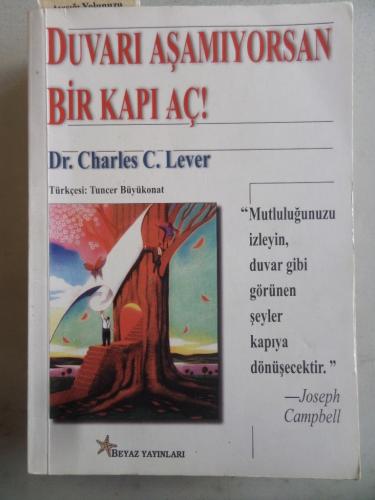 DUVARI AŞAMIYORSAN
BİR KAPI AÇ!
Dr. Charles C. Lever
Türkçesi: Tuncer Büyükonat
“Mutluluğunuzu
izleyin,
duvar gibi
görünen
şeyler
kapıya
dönüşecektir.”
—Joseph
Campbell
BEYAZ YAYINLARI